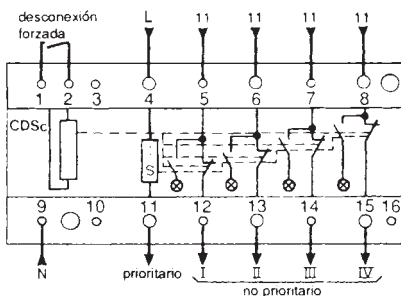 desconexión L 11 11 11 11
forzada
1 2 3 4 5 6 7 8
CDSc
S
9 10 11 12 13 14 15 16
N prioritario I II III IV
no prioritario